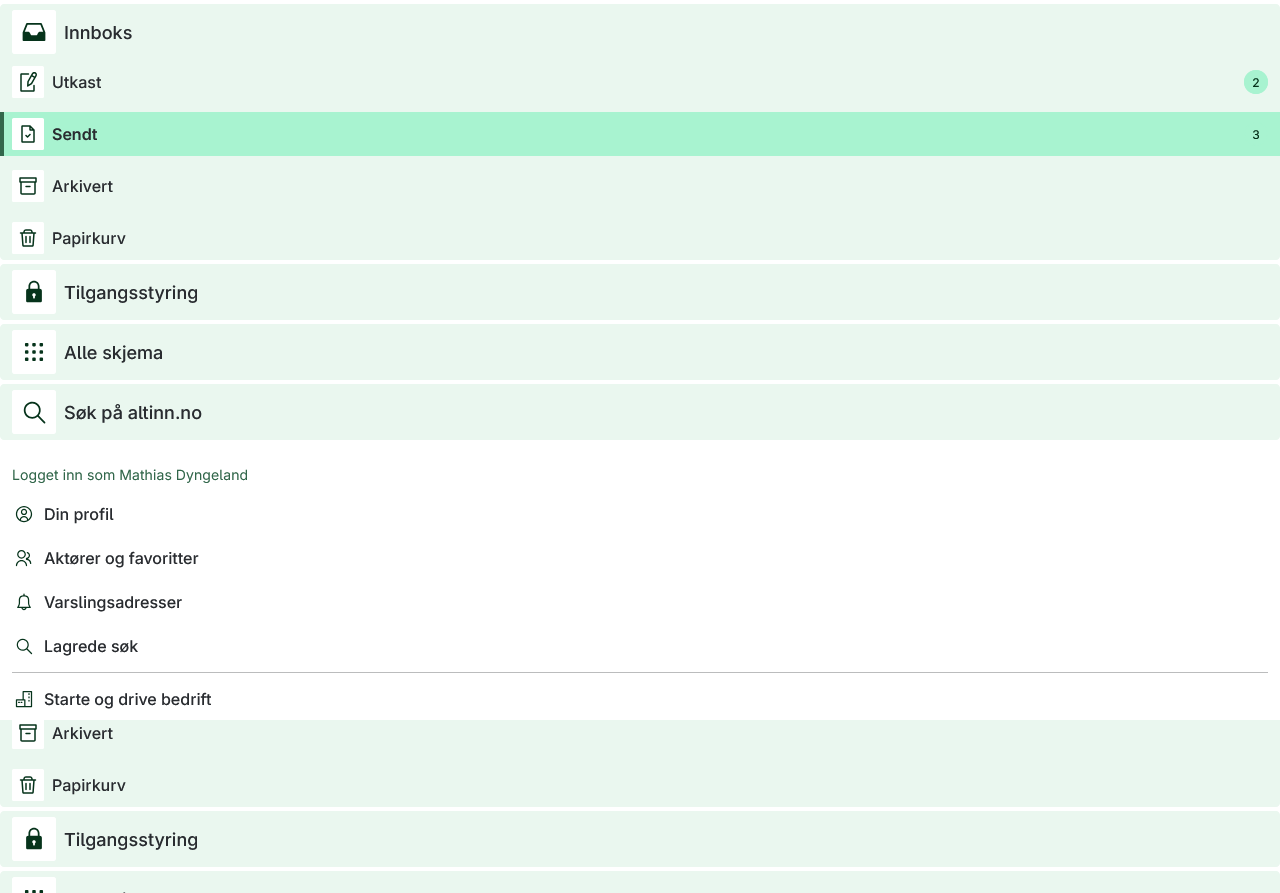 Innboks
Utkast 2
Sendt 3
Arkivert
Papirkurv
Tilgangsstyring
Alle skjema
Søk på altinn.no
Logget inn som Mathias Dyngeland
Din profil
Aktører og favoritter
Varslingsadresser
Lagrede søk
Starte og drive bedrift
Arkivert
Papirkurv
Tilgangsstyring